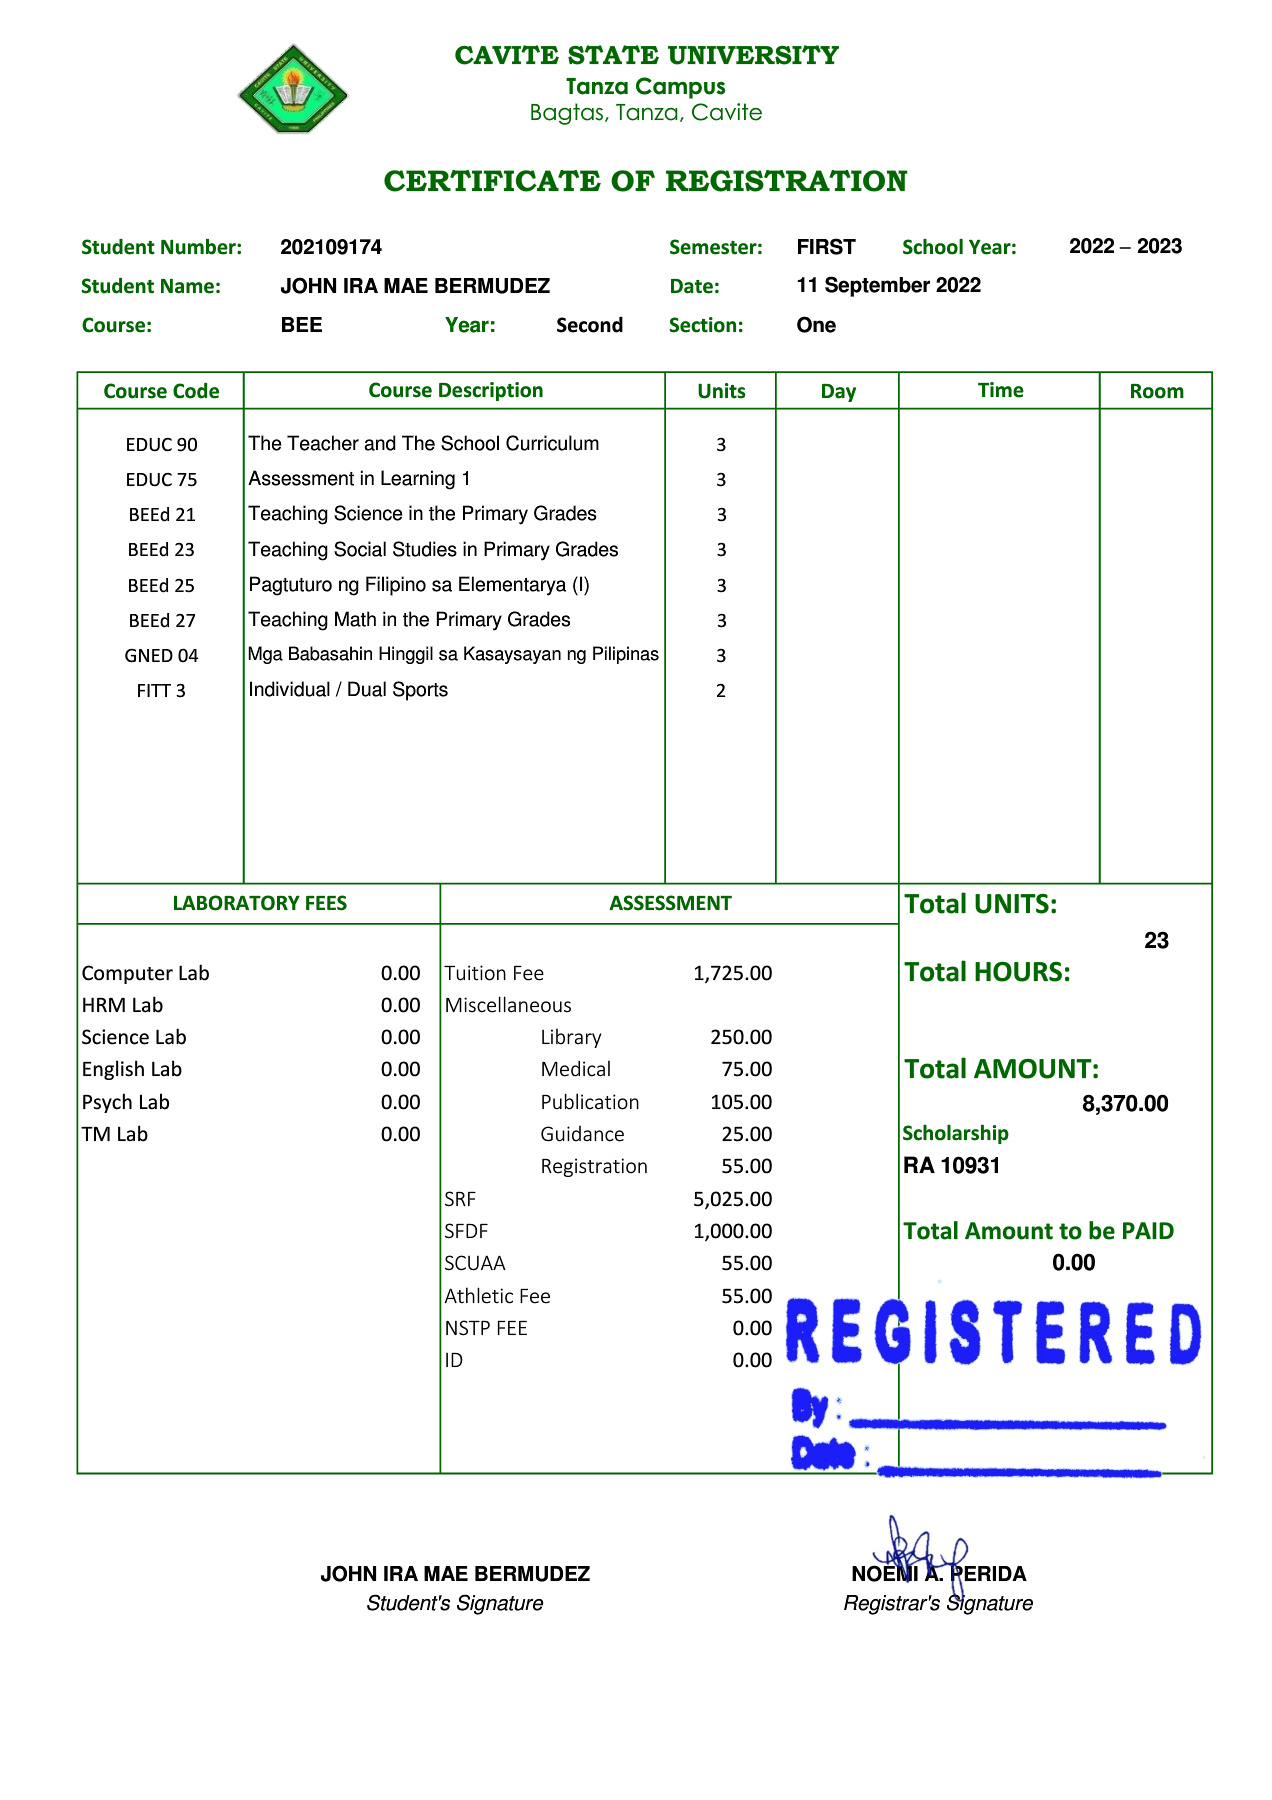 CAVITE STATE UNIVERSITY
Tanza Campus
Bagtas, Tanza, Cavite
CERTIFICATE OF REGISTRATION
Student Number: 202109174 Semester: FIRST School Year: 2022 – 2023
Student Name: JOHN IRA MAE BERMUDEZ Date: 11 September 2022
Course: BEE Year: Second Section: One
Course Code Course Description Units Day Time Room
EDUC 90 The Teacher and The School Curriculum 3
EDUC 75 Assessment in Learning 1 3
BEEd 21 Teaching Science in the Primary Grades 3
BEEd 23 Teaching Social Studies in Primary Grades 3
BEEd 25 Pagtuturo ng Filipino sa Elementarya (I) 3
BEEd 27 Teaching Math in the Primary Grades 3
GNED 04 Mga Babasahin Hinggil sa Kasaysayan ng Pilipinas 3
FITT 3 Individual / Dual Sports 2
LABORATORY FEES
Computer Lab 0.00
HRM Lab 0.00
Science Lab 0.00
English Lab 0.00
Psych Lab 0.00
TM Lab 0.00
ASSESSMENT
Tuition Fee 1,725.00
Miscellaneous
Library 250.00
Medical 75.00
Publication 105.00
Guidance 25.00
Registration 55.00
SRF 5,025.00
SFDF 1,000.00
SCUAA 55.00
Athletic Fee 55.00
NSTP FEE 0.00
ID 0.00
Total UNITS:
23
Total HOURS:
Total AMOUNT:
8,370.00
Scholarship
RA 10931
Total Amount to be PAID
0.00
REGISTERED
By :
Date :
JOHN IRA MAE BERMUDEZ
Student's Signature
NOEMI A. PERIDA
Registrar's Signature